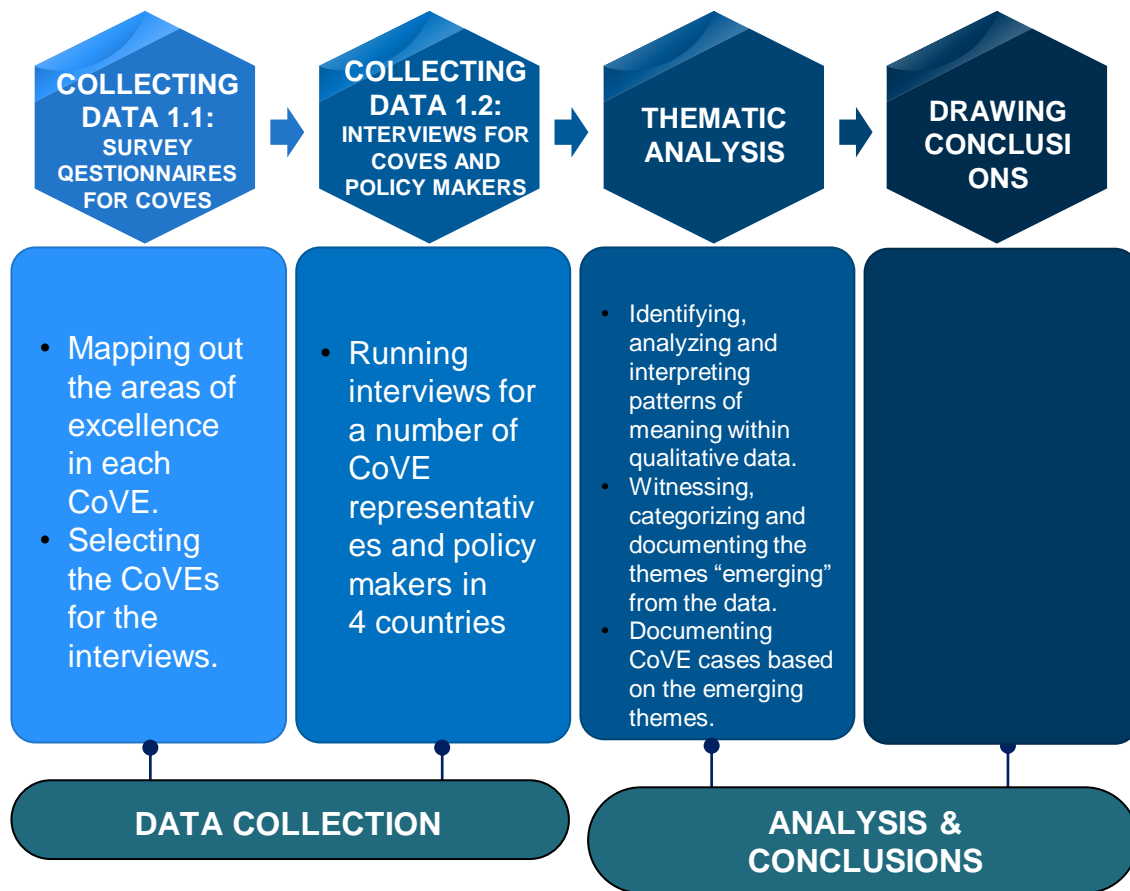 COLLECTING
DATA 1.1:
SURVEY
QESTIONNAIRES
FOR COVES
COLLECTING
DATA 1.2:
INTERVIEWS FOR
COVES AND
POLICY MAKERS
THEMATIC
ANALYSIS
DRAWING
CONCLUSI
ONS
• Mapping out
the areas of
excellence
in each
CoVE.
• Selecting
the CoVEs
for the
interviews.
• Running
interviews for
a number of
CoVE
representativ
es and policy
makers in
4 countries
• Identifying,
analyzing and
interpreting
patterns of
meaning within
qualitative data.
• Witnessing,
categorizing and
documenting the
themes “emerging”
from the data.
• Documenting
CoVE cases based
on the emerging
themes.
DATA COLLECTION
ANALYSIS &
CONCLUSIONS